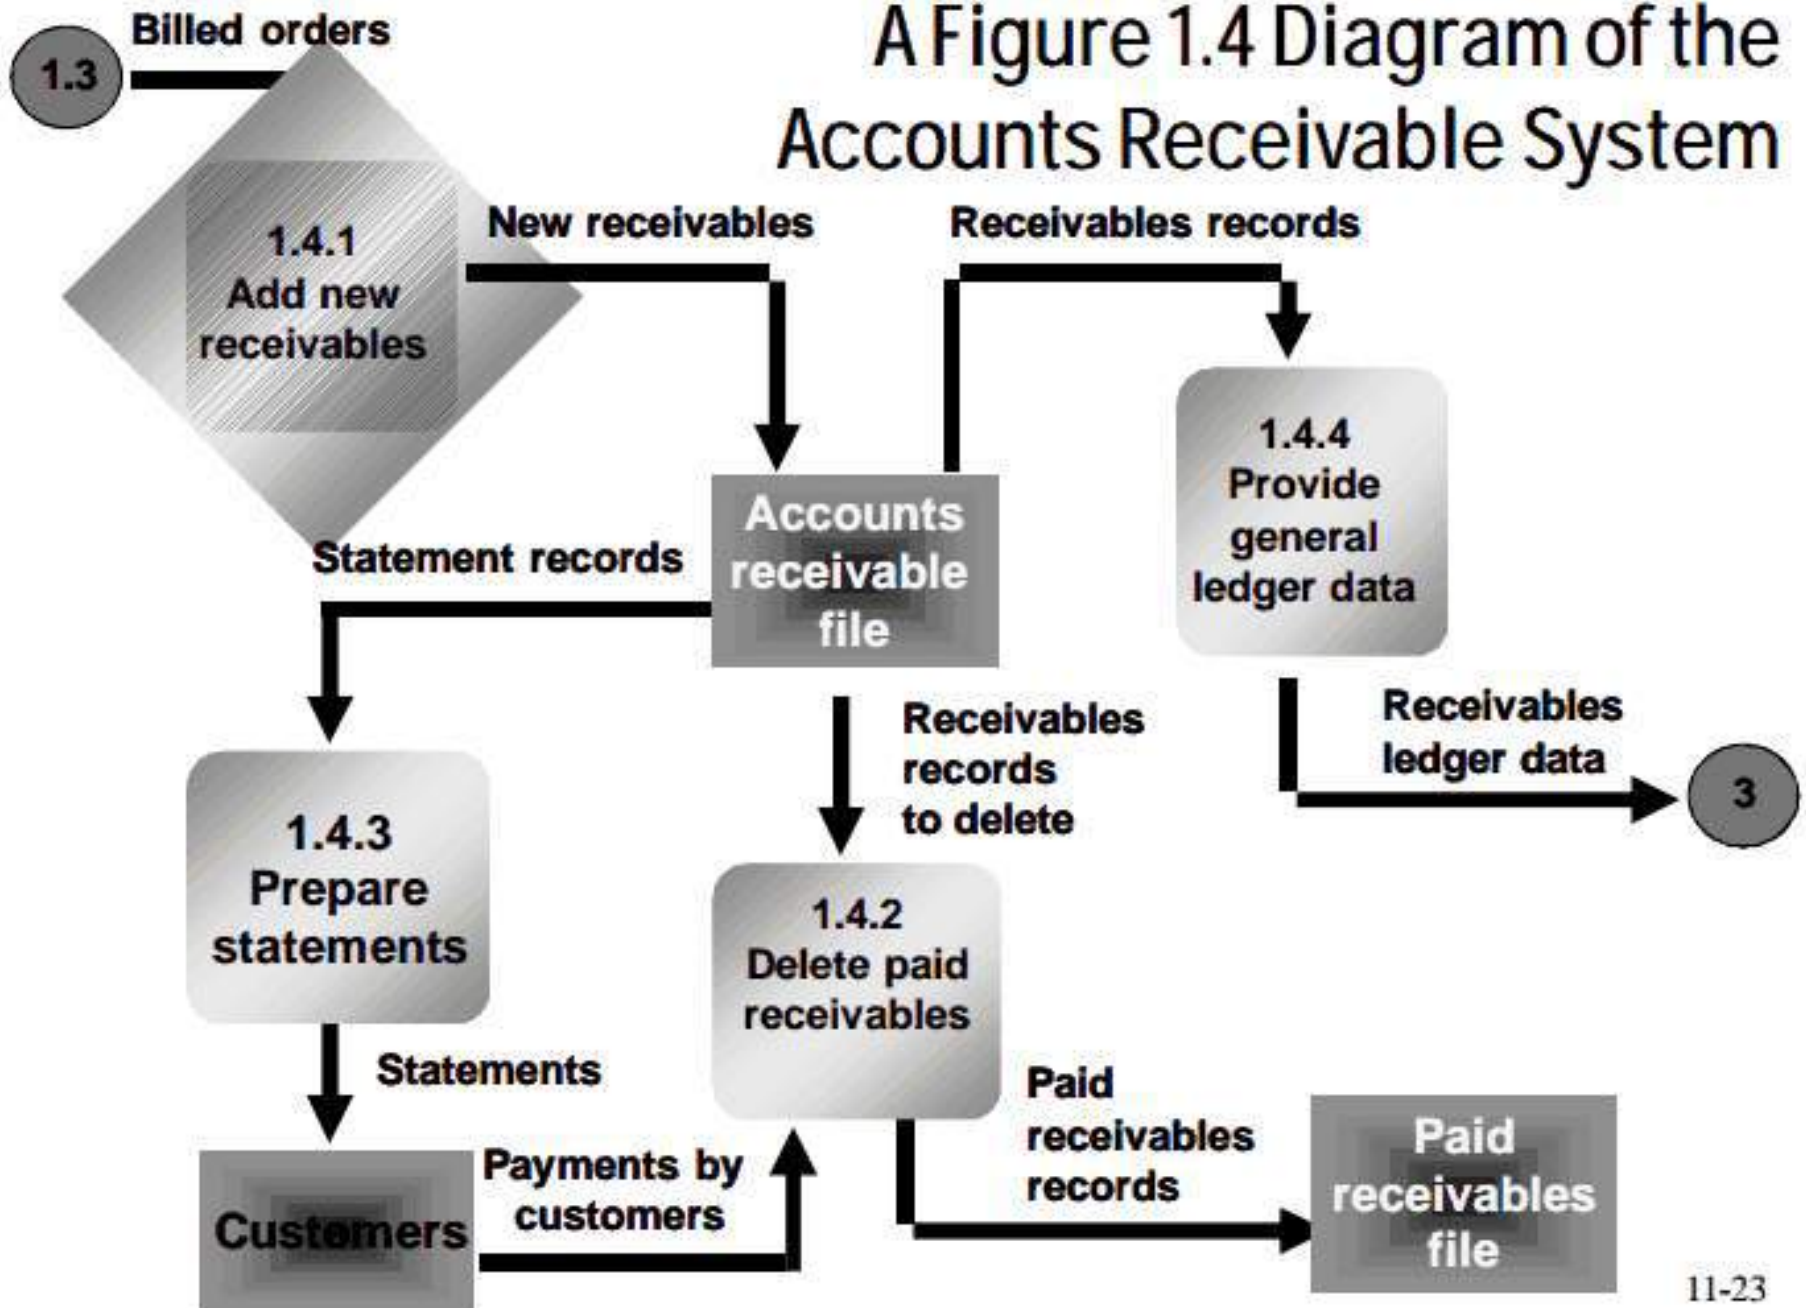 A Figure 1.4 Diagram of the
Accounts Receivable System
Billed orders
1.3
1.4.1
Add new
receivables
New receivables
Receivables records
1.4.4
Provide
general
ledger data
Accounts
receivable
file
Statement records
Receivables
records
to delete
Receivables
ledger data
3
1.4.3
Prepare
statements
1.4.2
Delete paid
receivables
Statements
Paid
receivables
records
Payments by
customers
Customers
Paid
receivables
file
11-23